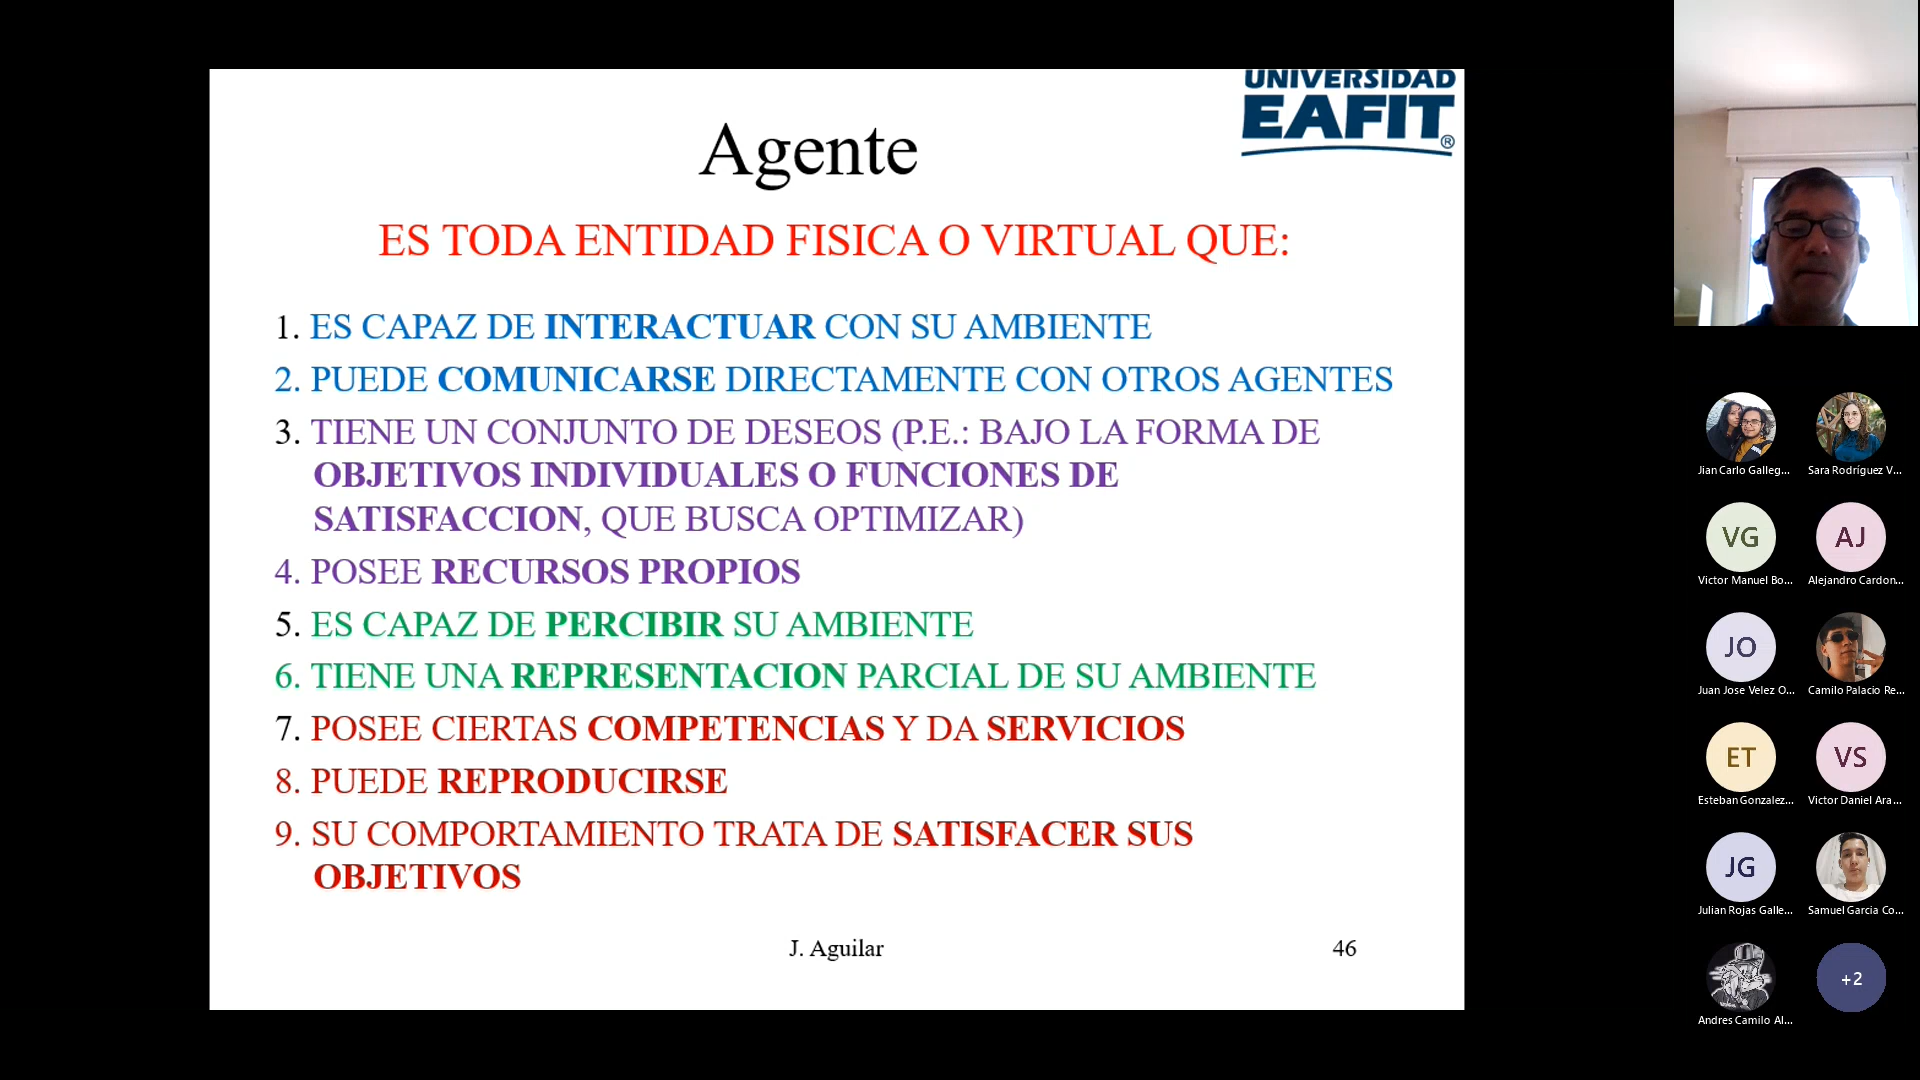 UNIVERSIDAD
EAFIT®
Agente
ES TODA ENTIDAD FISICA O VIRTUAL QUE:
1. ES CAPAZ DE INTERACTUAR CON SU AMBIENTE
2. PUEDE COMUNICARSE DIRECTAMENTE CON OTROS AGENTES
3. TIENE UN CONJUNTO DE DESEOS (P.E.: BAJO LA FORMA DE
OBJETIVOS INDIVIDUALES O FUNCIONES DE
SATISFACCION, QUE BUSCA OPTIMIZAR)
4. POSEE RECURSOS PROPIOS
5. ES CAPAZ DE PERCIBIR SU AMBIENTE
6. TIENE UNA REPRESENTACION PARCIAL DE SU AMBIENTE
7. POSEE CIERTAS COMPETENCIAS Y DA SERVICIOS
8. PUEDE REPRODUCIRSE
9. SU COMPORTAMIENTO TRATA DE SATISFACER SUS
OBJETIVOS
J. Aguilar
46
Jian Carlo Galleg...
Sara Rodríguez V...
VG
AJ
Victor Manuel Bo...
Alejandro Cardon...
JO
Juan Jose Velez O...
Camilo Palacio Re...
ET
VS
Esteban Gonzalez...
Victor Daniel Ara...
JG
Julian Rojas Galle...
Samuel Garcia Co...
+2
Andres Camilo Al...